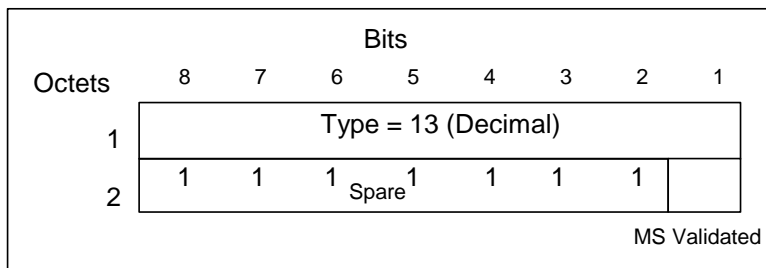 Bits
Octets 8 7 6 5 4 3 2 1
1 Type = 13 (Decimal)
2 1 1 1 1 1 1 1
Spare
MS Validated